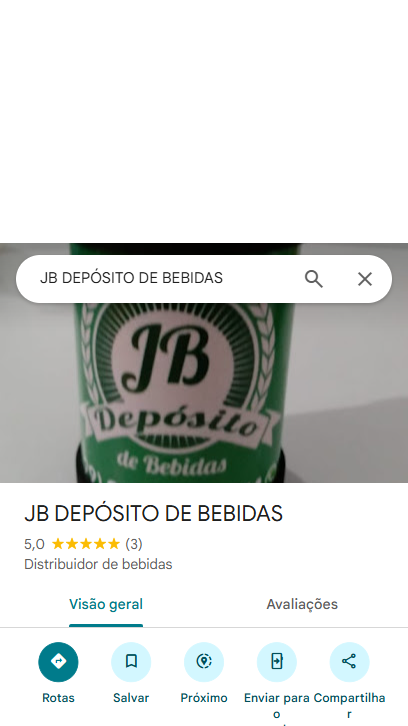 JB DEPÓSITO DE BEBIDAS
JB
Depósito
de Bebidas
JB DEPÓSITO DE BEBIDAS
5,0 ★★★★★ (3)
Distribuidor de bebidas
Visão geral
Avaliações
Rotas
Salvar
Próximo
Enviar para o
Compartilhar